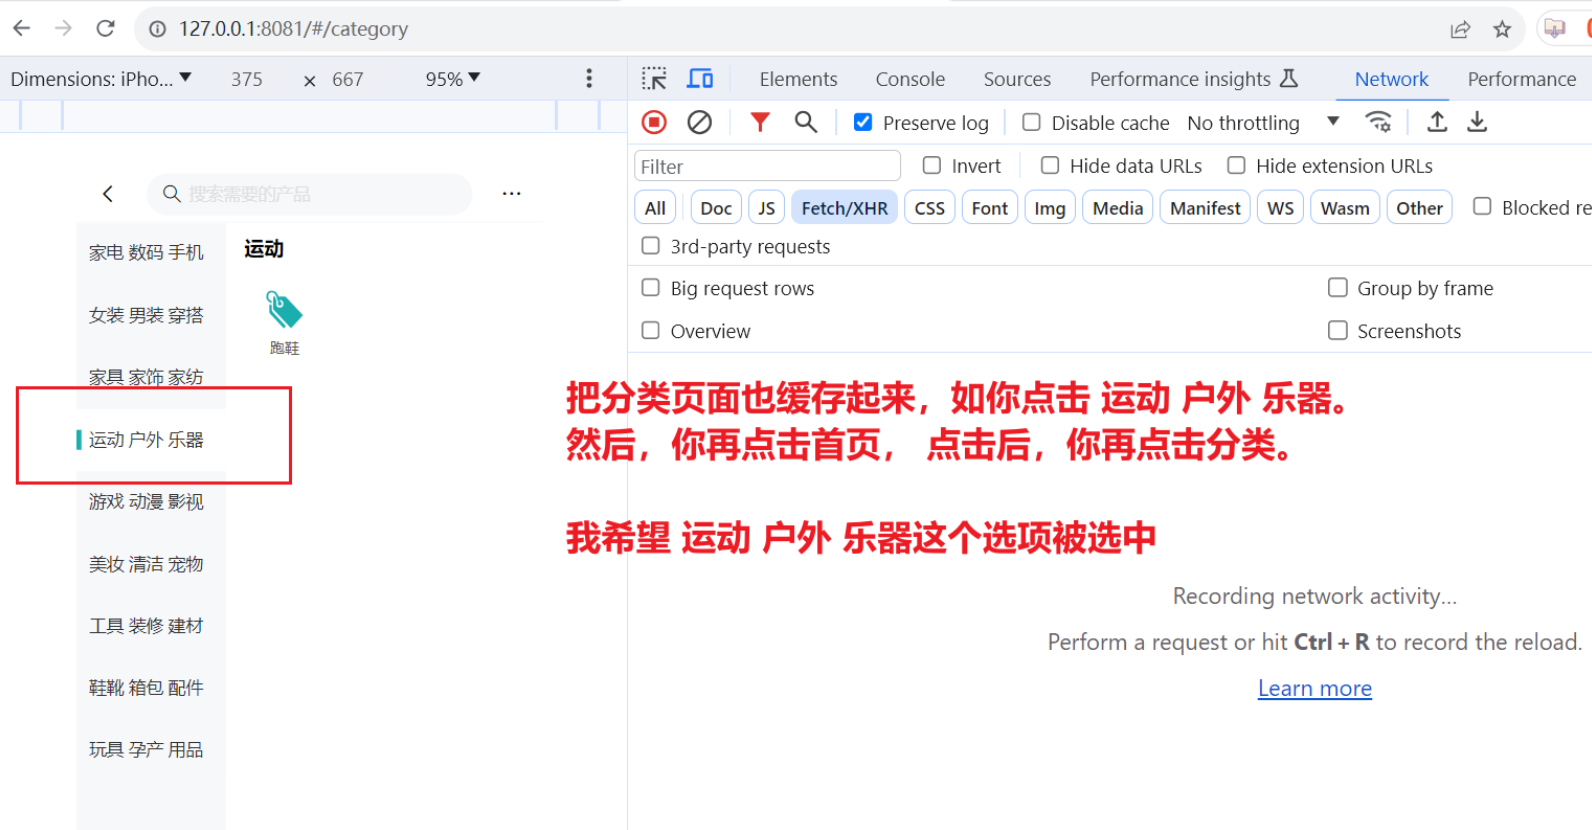 127.0.0.1:8081/#/category
Dimensions: iPho... 375 × 667 95%
Elements Console Sources Performance insights Network Performance
Preserve log Disable cache No throttling
Filter Invert Hide data URLs Hide extension URLs
All Doc JS Fetch/XHR CSS Font Img Media Manifest WS Wasm Other Blocked re
3rd-party requests
Big request rows Group by frame
Overview Screenshots
搜索需要的产品 ...
家电 数码 手机
女装 男装 穿搭
家具 家饰 家纺
运动 户外 乐器
游戏 动漫 影视
美妆 清洁 宠物
工具 装修 建材
鞋靴 箱包 配件
玩具 孕产 用品
运动
跑鞋
把分类页面也缓存起来，如你点击 运动 户外 乐器。
然后，你再点击首页， 点击后，你再点击分类。
我希望 运动 户外 乐器这个选项被选中
Recording network activity...
Perform a request or hit Ctrl + R to record the reload.
Learn more